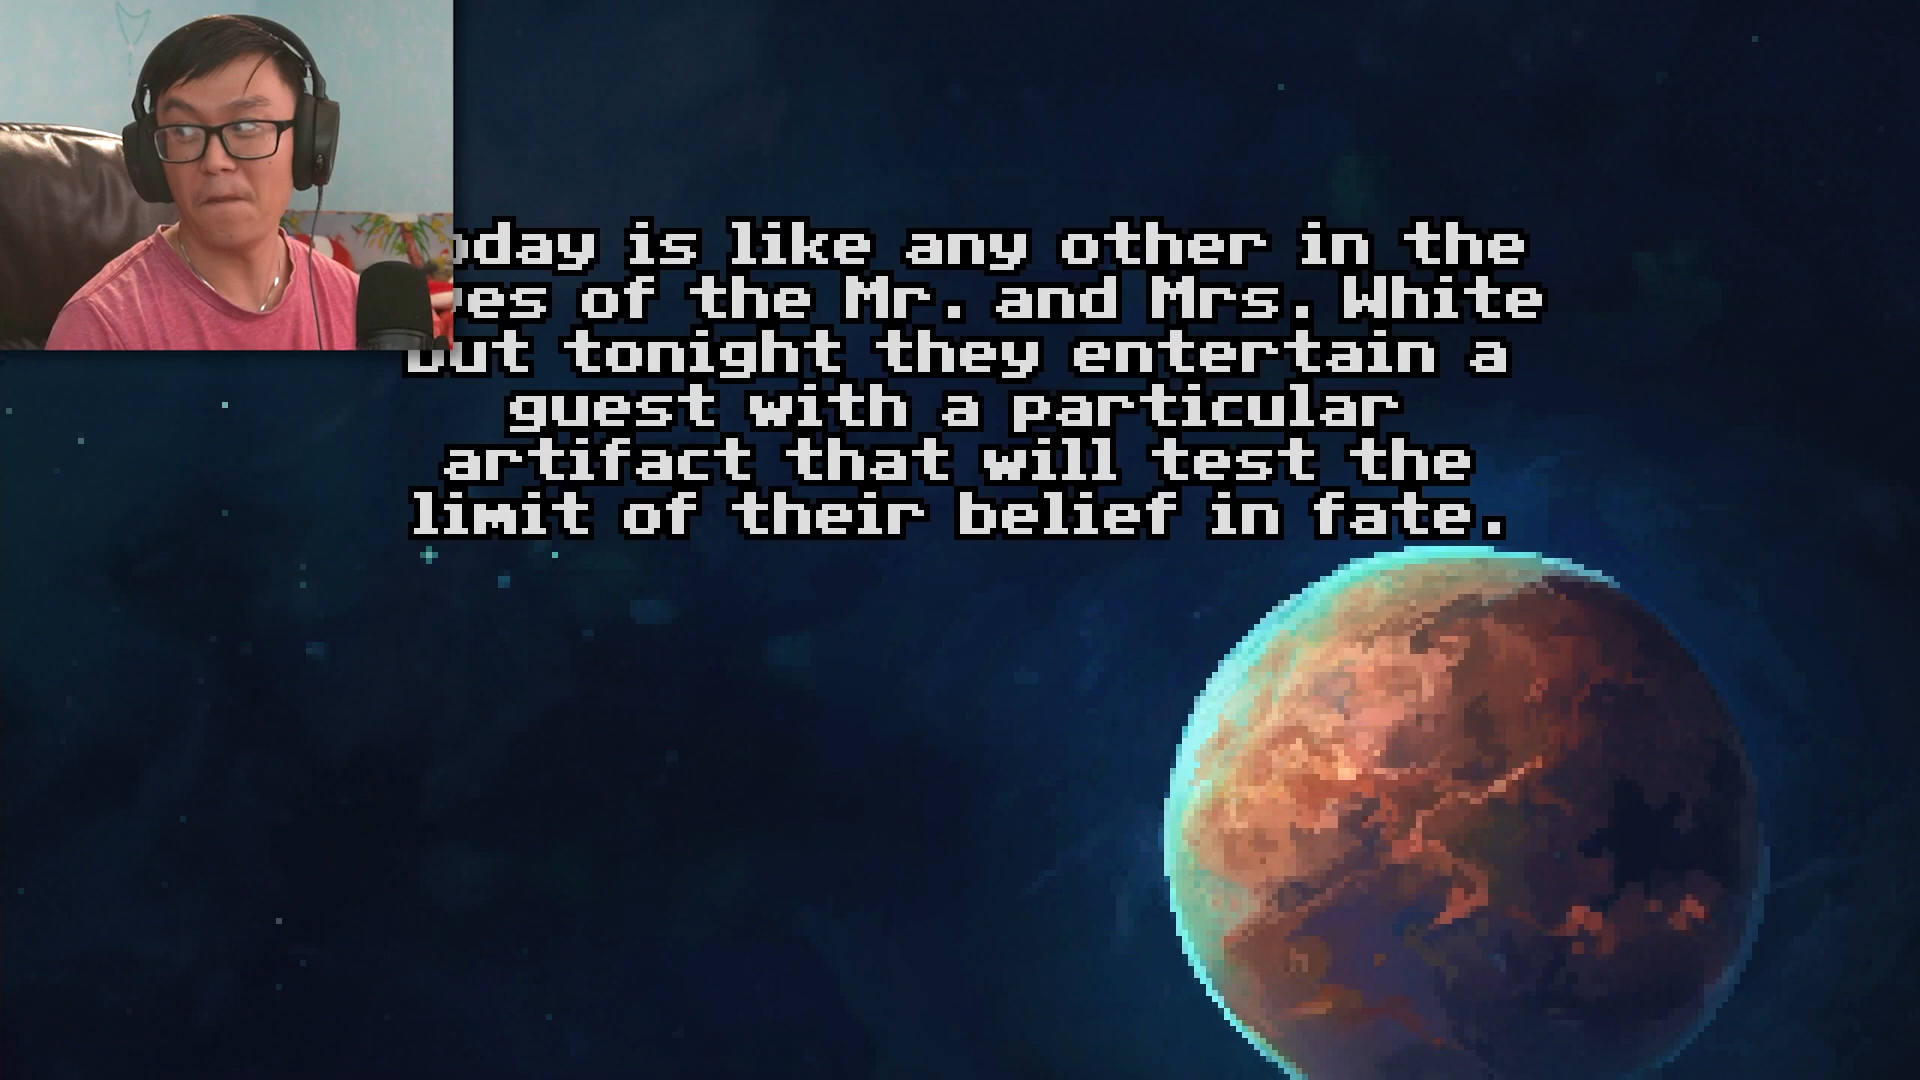 oday is like any other in the
of the Mr. and Mrs. White
but tonight they entertain a
guest with a particular
artifact that will test the
limit of their belief in fate.